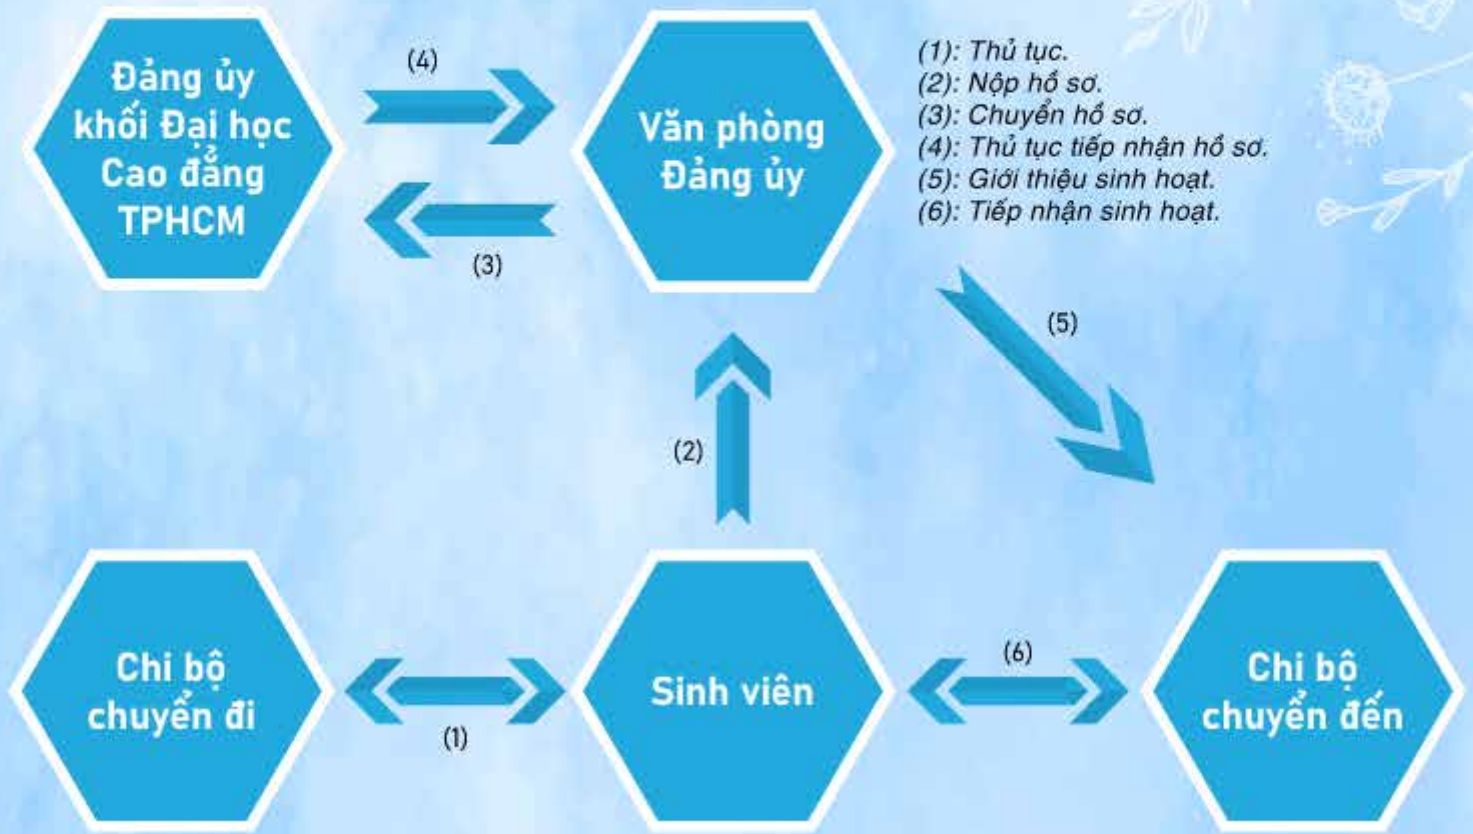 Đảng ủy
khối Đại học
Cao đẳng
TPHCM
(4)
(3)
Văn phòng
Đảng ủy
(1): Thủ tục.
(2): Nộp hồ sơ.
(3): Chuyển hồ sơ.
(4): Thủ tục tiếp nhận hồ sơ.
(5): Giới thiệu sinh hoạt.
(6): Tiếp nhận sinh hoạt.
(5)
(2)
Chi bộ
chuyển đi
(1)
Sinh viên
(6)
Chi bộ
chuyển đến